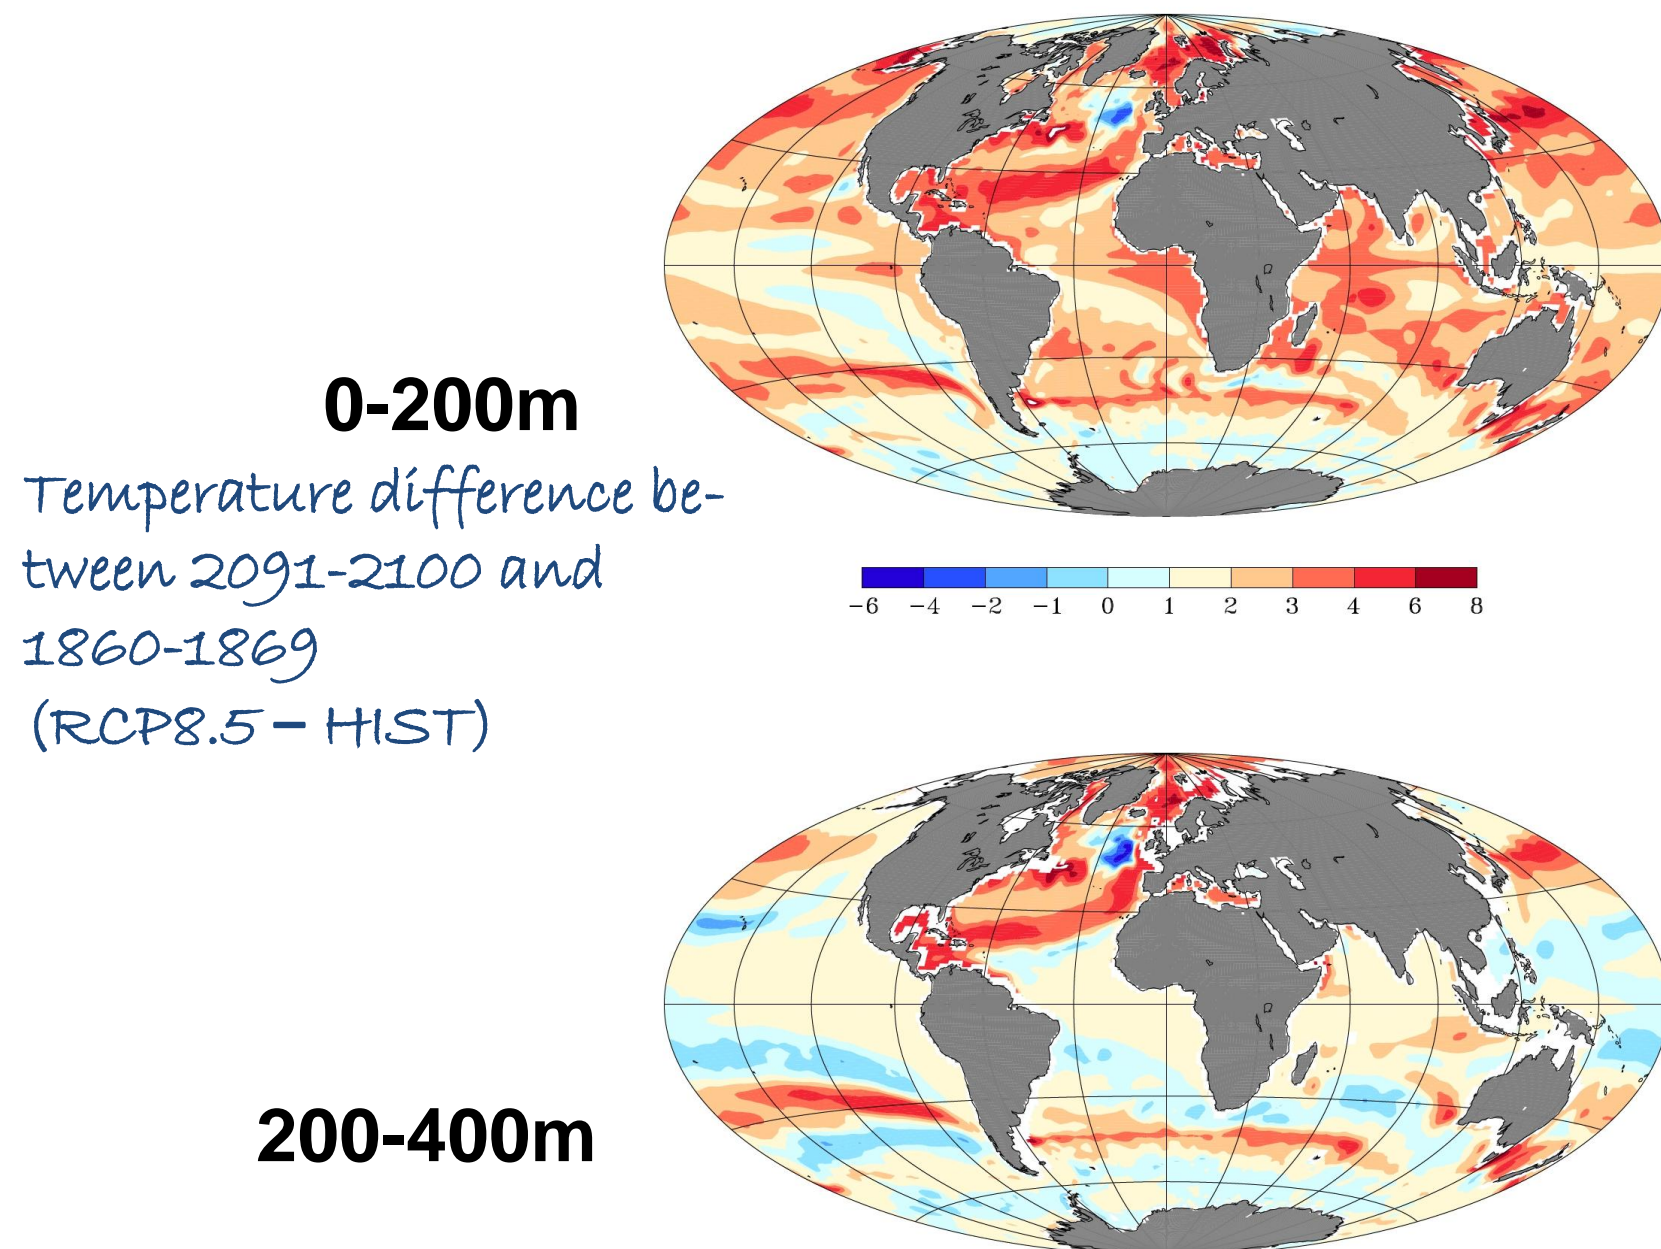 0-200m
Temperature difference be-
tween 2091-2100 and
1860-1869
(RCP8.5 – HIST)
−6 −4 −2 −1 0 1 2 3 4 6 8
200-400m